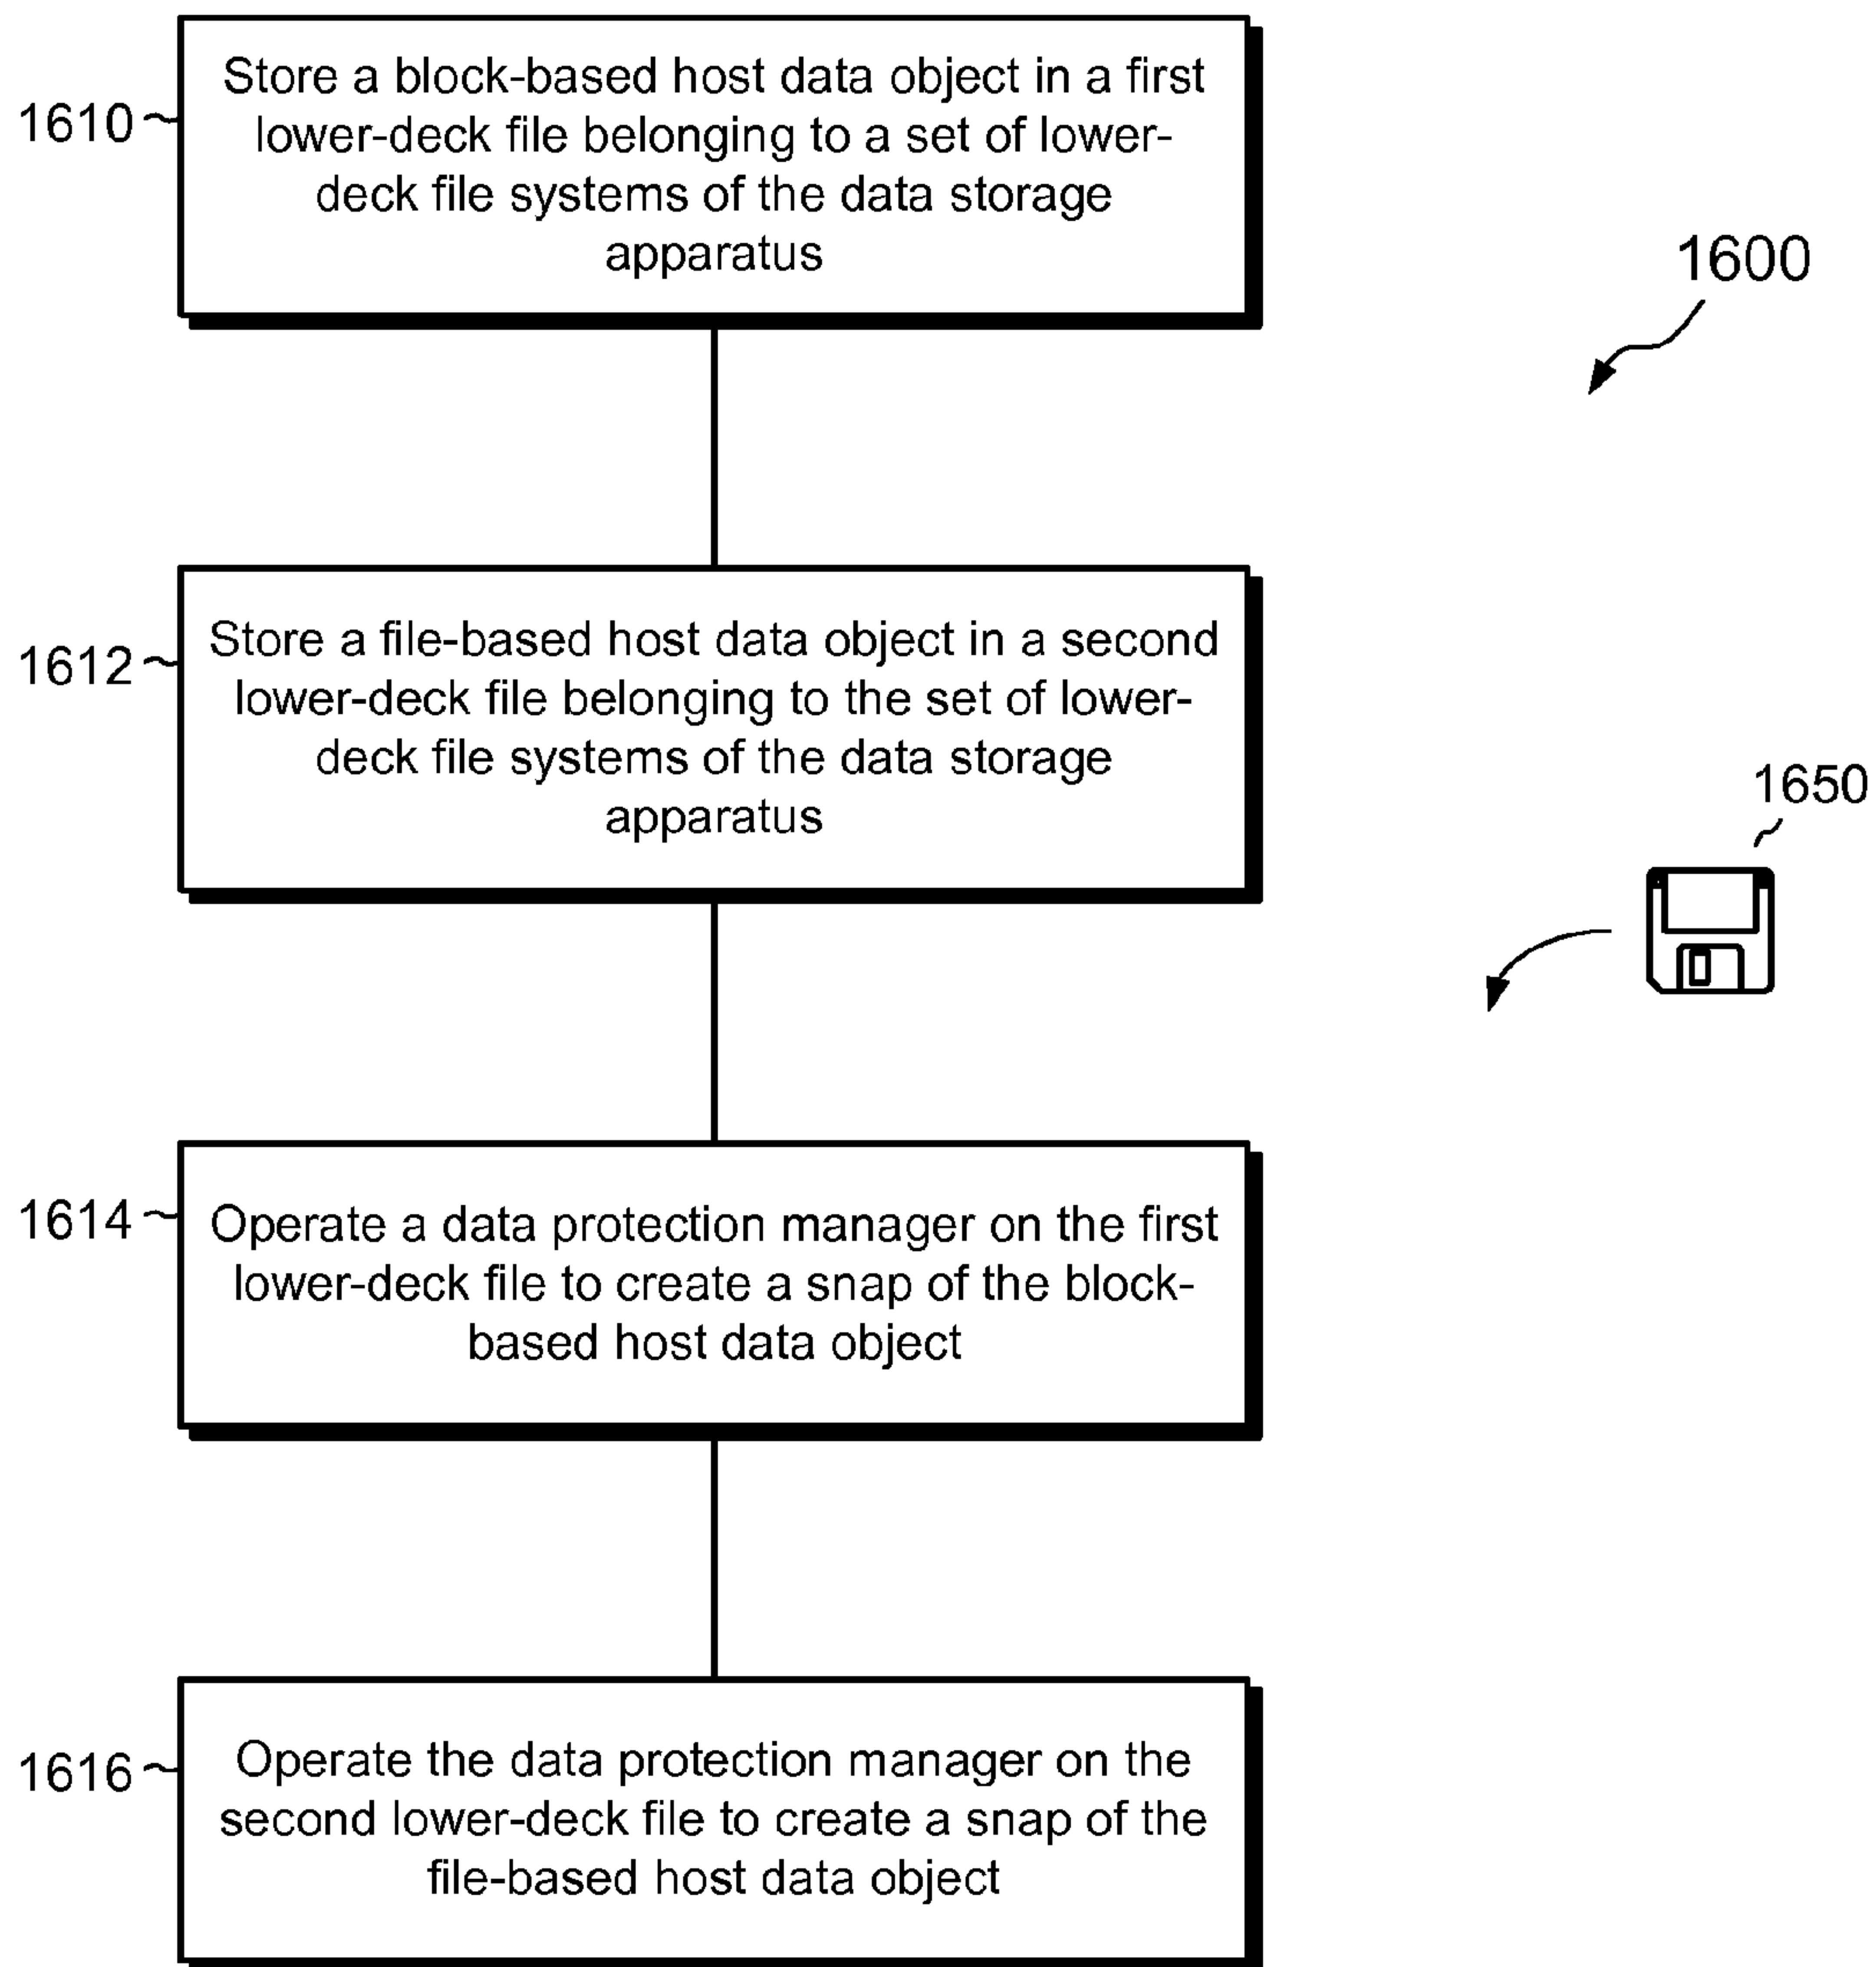 Store a block-based host data object in a first
lower-deck file belonging to a set of lower-
deck file systems of the data storage
apparatus
1610
1600
Store a file-based host data object in a second
lower-deck file belonging to the set of lower-
deck file systems of the data storage
apparatus
1612
1650
Operate a data protection manager on the first
lower-deck file to create a snap of the block-
based host data object
1614
Operate the data protection manager on the
second lower-deck file to create a snap of the
file-based host data object
1616